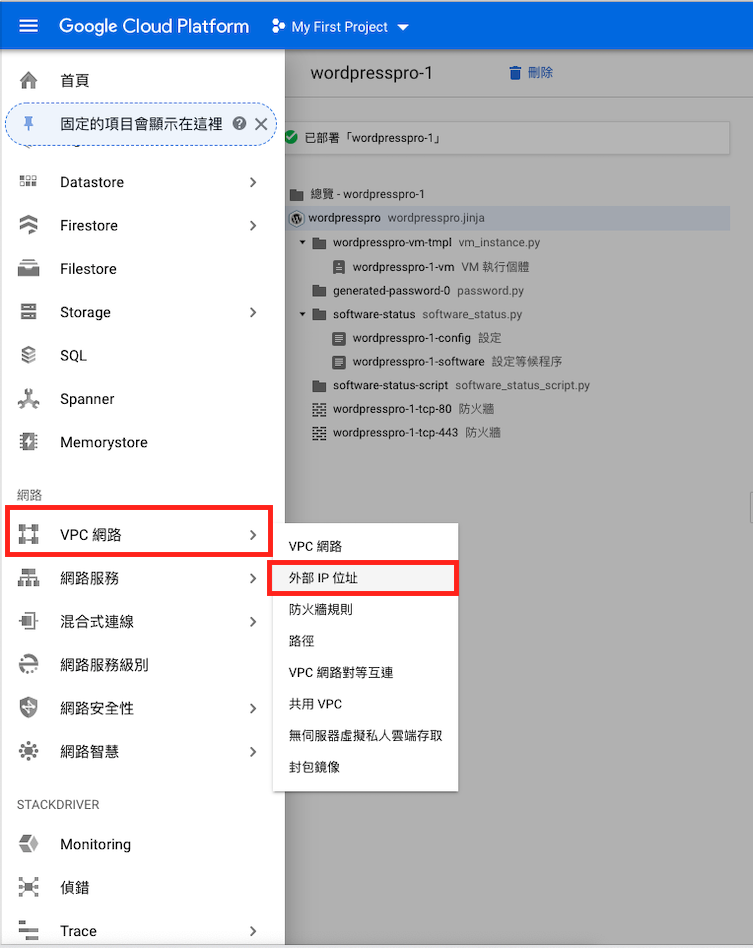 Google Cloud Platform My First Project
首頁
固定的項目會顯示在這裡
Datastore
Firestore
Filestore
Storage
SQL
Spanner
Memorystore
網路
VPC 網路
網路服務
混合式連線
網路服務級別
網路安全性
網路智慧
STACKDRIVER
Monitoring
偵錯
Trace
VPC 網路
外部 IP 位址
防火牆規則
路徑
VPC 網路對等互連
共用 VPC
無伺服器虛擬私人雲端存取
封包鏡像
wordpresspro-1 刪除
已部署「wordpresspro-1」
總覽 - wordpresspro-1
wordpresspro wordpresspro.jinja
wordpresspro-vm-tmpl vm_instance.py
wordpresspro-1-vm VM 執行個體
generated-password-0 password.py
software-status software_status.py
wordpresspro-1-config 設定
wordpresspro-1-software 設定等候程序
software-status-script software_status_script.py
wordpresspro-1-tcp-80 防火牆
wordpresspro-1-tcp-443 防火牆